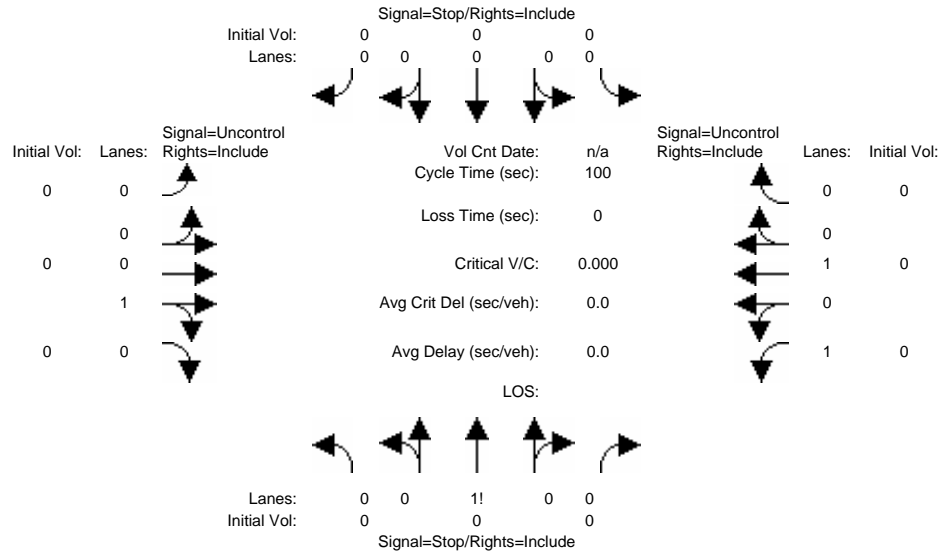 Signal=Stop/Rights=Include
Initial Vol: 0 0 0
Lanes: 0 0 0 0 0
Signal=Uncontrol
Initial Vol: Lanes: Rights=Include
0 0
0
0 0
1
0 0
Vol Cnt Date: n/a
Cycle Time (sec): 100
Loss Time (sec): 0
Critical V/C: 0.000
Avg Crit Del (sec/veh): 0.0
Avg Delay (sec/veh): 0.0
LOS:
Signal=Uncontrol
Rights=Include Lanes: Initial Vol:
0 0
0
1 0
0
1 0
Lanes: 0 0 1! 0 0
Initial Vol: 0 0 0
Signal=Stop/Rights=Include